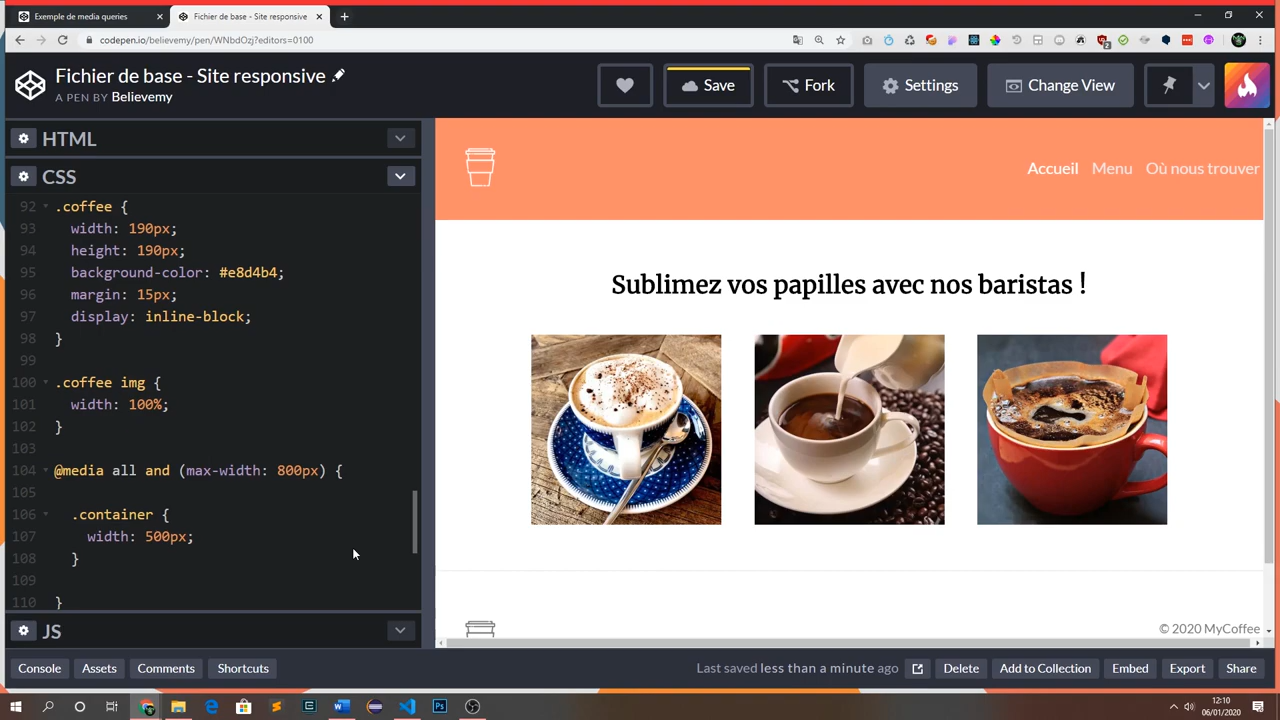 Exemple de media queries
Fichier de base - Site responsive
codepen.io/believemy/pen/WNbdOzj?editors=0100
Fichier de base - Site responsive
A PEN BY Believemy
Save
Fork
Settings
Change View
HTML
CSS
92 .coffee {
93 width: 190px;
94 height: 190px;
95 background-color: #e8d4b4;
96 margin: 15px;
97 display: inline-block;
98 }
99
100 .coffee img {
101 width: 100%;
102 }
103
104 @media all and (max-width: 800px) {
105
106 .container {
107 width: 500px;
108 }
109
110 }
JS
Accueil Menu Où nous trouver
Sublimez vos papilles avec nos baristas !
© 2020 MyCoffee
Console Assets Comments Shortcuts
Last saved less than a minute ago
Delete Add to Collection Embed Export Share
12:10
06/01/2020